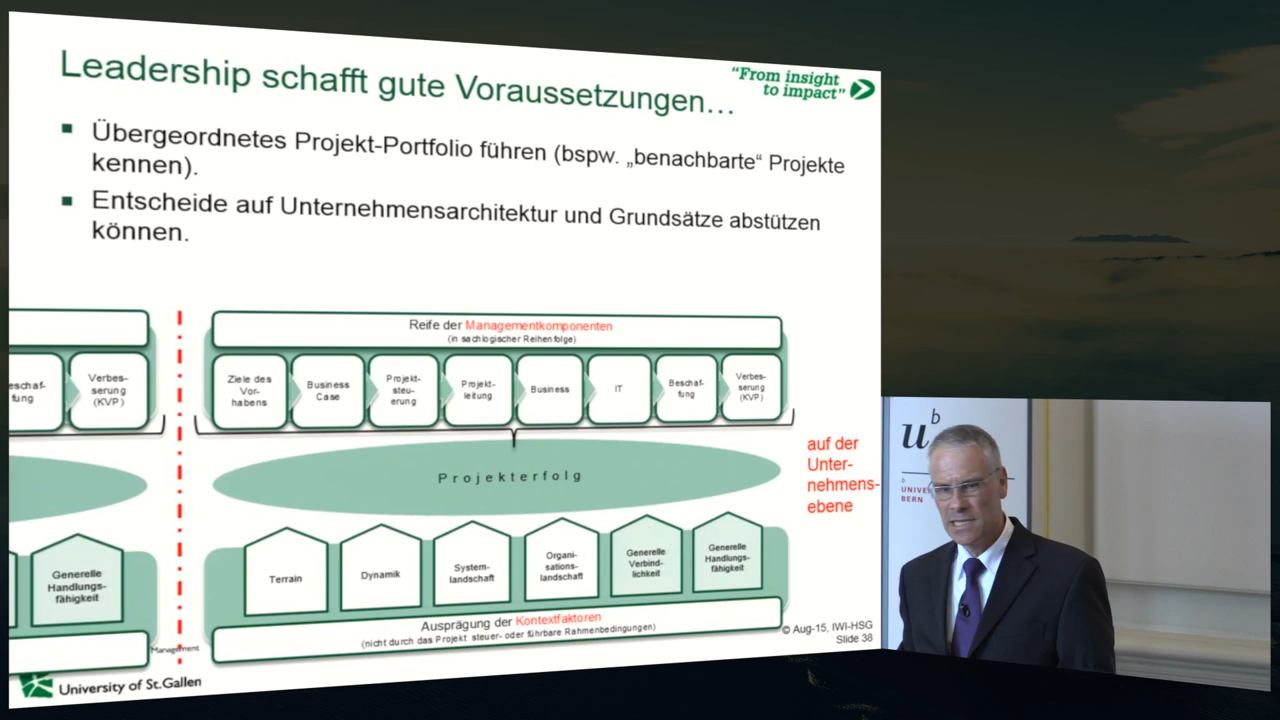 Leadership schafft gute Voraussetzungen…
"From insight
to impact"
Übergeordnetes Projekt-Portfolio führen (bspw. „benachbarte“ Projekte
kennen).
Entscheide auf Unternehmensarchitektur und Grundsätze abstützen
können.
eschaf-
fung
Verbes-
serung
(KVP)
Generelle
Handlungs-
fähigkeit
Reife der Managementkomponenten
(in sachlogischer Reihenfolge)
Ziele des
Vor-
habens
Business
Case
Projekt-
steu-
erung
Projekt-
leitung
Business
IT
Beschaf-
fung
Verbes-
serung
(KVP)
Projekterfolg
auf der
Unter-
nehmens-
ebene
Terrain
Dynamik
System-
landschaft
Organi-
sations-
landschaft
Generelle
Verbind-
lichkeit
Generelle
Handlungs-
fähigkeit
Ausprägung der Kontextfaktoren
(nicht durch das Projekt steuer- oder führbare Rahmenbedingungen)
Management
© Aug-15, IWI-HSG
Slide 38
University of St.Gallen
u b
b
UNIVE
BERN